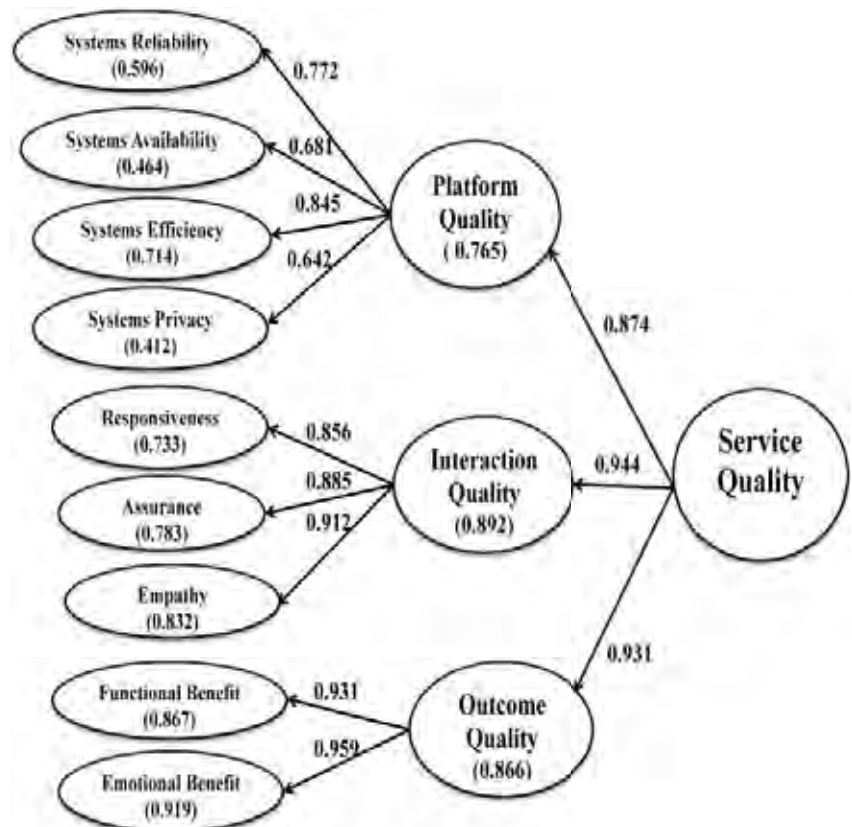 Systems Reliability
(0.596)
0.772
Systems Availability
(0.464)
0.681
Systems Efficiency
(0.714)
0.845
Systems Privacy
(0.412)
0.642
Platform
Quality
( 0.765)
0.874
Responsiveness
(0.733)
0.856
Assurance
(0.783)
0.885
Empathy
(0.832)
0.912
Interaction
Quality
(0.892)
0.944
Service
Quality
Functional Benefit
(0.867)
0.931
Emotional Benefit
(0.919)
0.959
Outcome
Quality
(0.866)
0.931